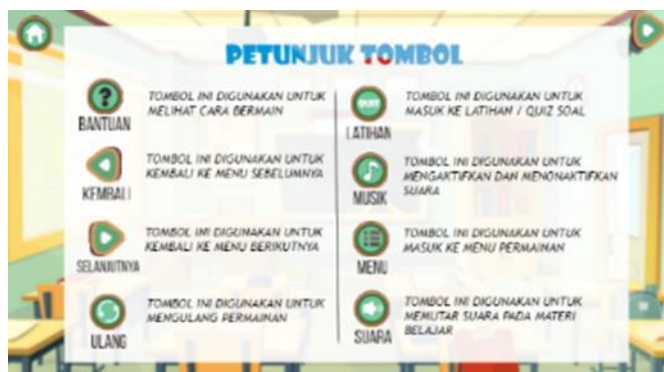 PETUNJUK TOMBOL
BANTUAN
TOMBOL INI DIGUNAKAN UNTUK
MELIHAT CARA BERMAIN
KEMBALI
TOMBOL INI DIGUNAKAN UNTUK
KEMBALI KE MENU SEBELUMNYA
SELANJUTNYA
TOMBOL INI DIGUNAKAN UNTUK
KEMBALI KE MENU BERIKUTNYA
ULANG
TOMBOL INI DIGUNAKAN UNTUK
MENGULANG PERMAINAN
QUIZ
LATIHAN
TOMBOL INI DIGUNAKAN UNTUK
MASUK KE LATIHAN / QUIZ SOAL
MUSIK
TOMBOL INI DIGUNAKAN UNTUK
MENGAKTIFKAN DAN MENONAKTIFKAN
SUARA
MENU
TOMBOL INI DIGUNAKAN UNTUK
MASUK KE MENU PERMAINAN
SUARA
TOMBOL INI DIGUNAKAN UNTUK
MEMUTAR SUARA PADA MATERI
BELAJAR